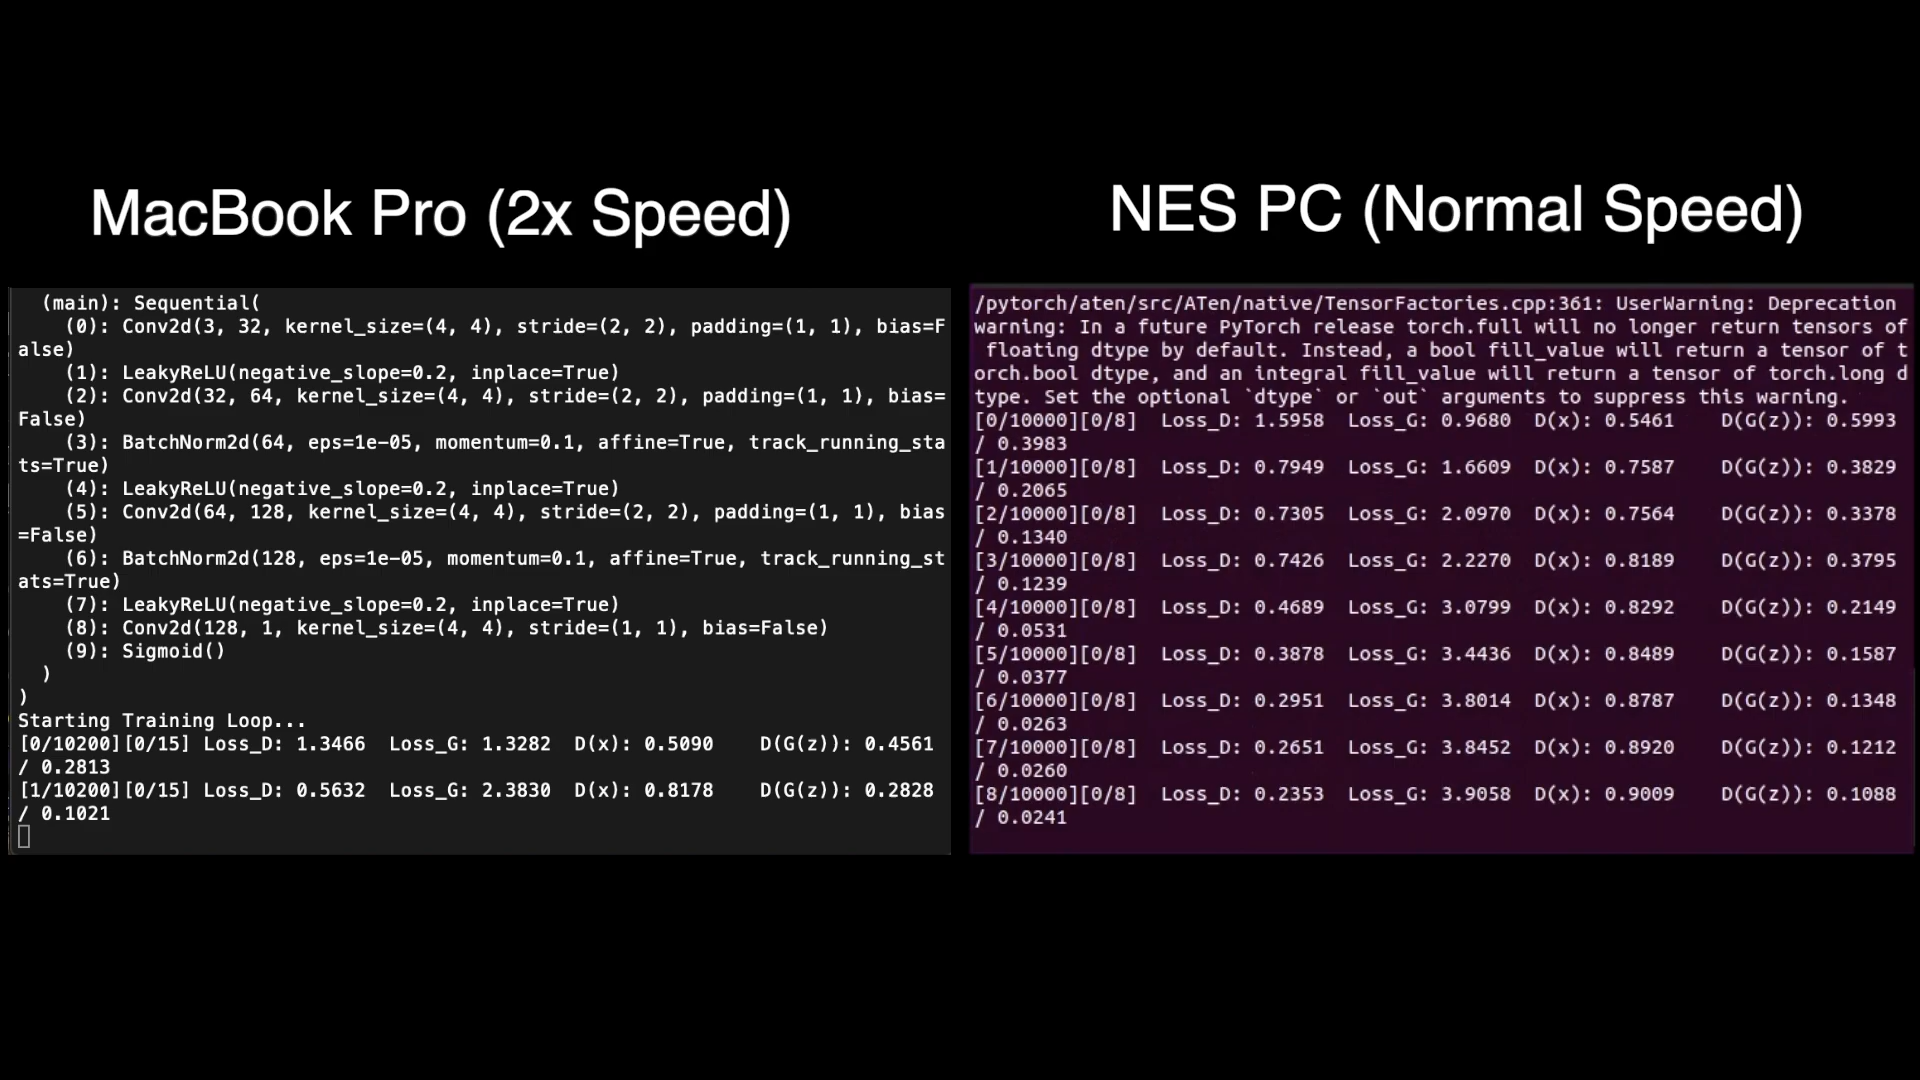 MacBook Pro (2x Speed)
(main): Sequential(
(0): Conv2d(3, 32, kernel_size=(4, 4), stride=(2, 2), padding=(1, 1), bias=F
alse)
(1): LeakyReLU(negative_slope=0.2, inplace=True)
(2): Conv2d(32, 64, kernel_size=(4, 4), stride=(2, 2), padding=(1, 1), bias=
False)
(3): BatchNorm2d(64, eps=1e-05, momentum=0.1, affine=True, track_running_sta
ts=True)
(4): LeakyReLU(negative_slope=0.2, inplace=True)
(5): Conv2d(64, 128, kernel_size=(4, 4), stride=(2, 2), padding=(1, 1), bias
=False)
(6): BatchNorm2d(128, eps=1e-05, momentum=0.1, affine=True, track_running_st
ats=True)
(7): LeakyReLU(negative_slope=0.2, inplace=True)
(8): Conv2d(128, 1, kernel_size=(4, 4), stride=(1, 1), bias=False)
(9): Sigmoid()
)
)
Starting Training Loop...
[0/10200][0/15] Loss_D: 1.3466 Loss_G: 1.3282 D(x): 0.5090 D(G(z)): 0.4561
/ 0.2813
[1/10200][0/15] Loss_D: 0.5632 Loss_G: 2.3830 D(x): 0.8178 D(G(z)): 0.2828
/ 0.1021
NES PC (Normal Speed)
/pytorch/aten/src/ATen/native/TensorFactories.cpp:361: UserWarning: Deprecation
warning: In a future PyTorch release torch.full will no longer return tensors of
floating dtype by default. Instead, a bool fill_value will return a tensor of t
orch.bool dtype, and an integral fill_value will return a tensor of torch.long d
type. Set the optional `dtype` or `out` arguments to suppress this warning.
[0/10000][0/8] Loss_D: 1.5958 Loss_G: 0.9680 D(x): 0.5461 D(G(z)): 0.5993
/ 0.3983
[1/10000][0/8] Loss_D: 0.7949 Loss_G: 1.6609 D(x): 0.7587 D(G(z)): 0.3829
/ 0.2065
[2/10000][0/8] Loss_D: 0.7305 Loss_G: 2.0970 D(x): 0.7564 D(G(z)): 0.3378
/ 0.1340
[3/10000][0/8] Loss_D: 0.7426 Loss_G: 2.2270 D(x): 0.8189 D(G(z)): 0.3795
/ 0.1239
[4/10000][0/8] Loss_D: 0.4689 Loss_G: 3.0799 D(x): 0.8292 D(G(z)): 0.2149
/ 0.0531
[5/10000][0/8] Loss_D: 0.3878 Loss_G: 3.4436 D(x): 0.8489 D(G(z)): 0.1587
/ 0.0377
[6/10000][0/8] Loss_D: 0.2951 Loss_G: 3.8014 D(x): 0.8787 D(G(z)): 0.1348
/ 0.0263
[7/10000][0/8] Loss_D: 0.2651 Loss_G: 3.8452 D(x): 0.8920 D(G(z)): 0.1212
/ 0.0260
[8/10000][0/8] Loss_D: 0.2353 Loss_G: 3.9058 D(x): 0.9009 D(G(z)): 0.1088
/ 0.0241